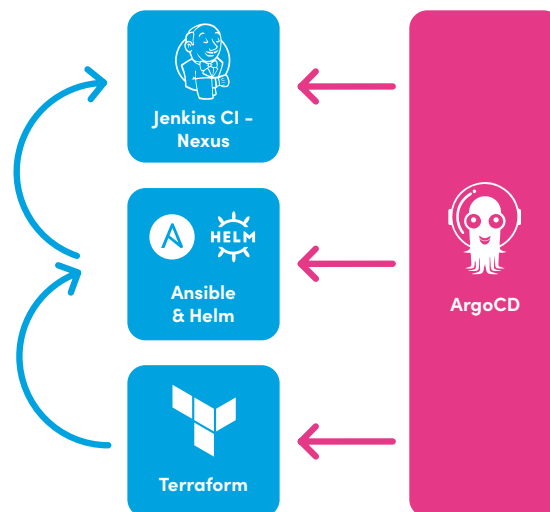 Jenkins CI -
Nexus
HELM
Ansible
& Helm
ArgoCD
Terraform